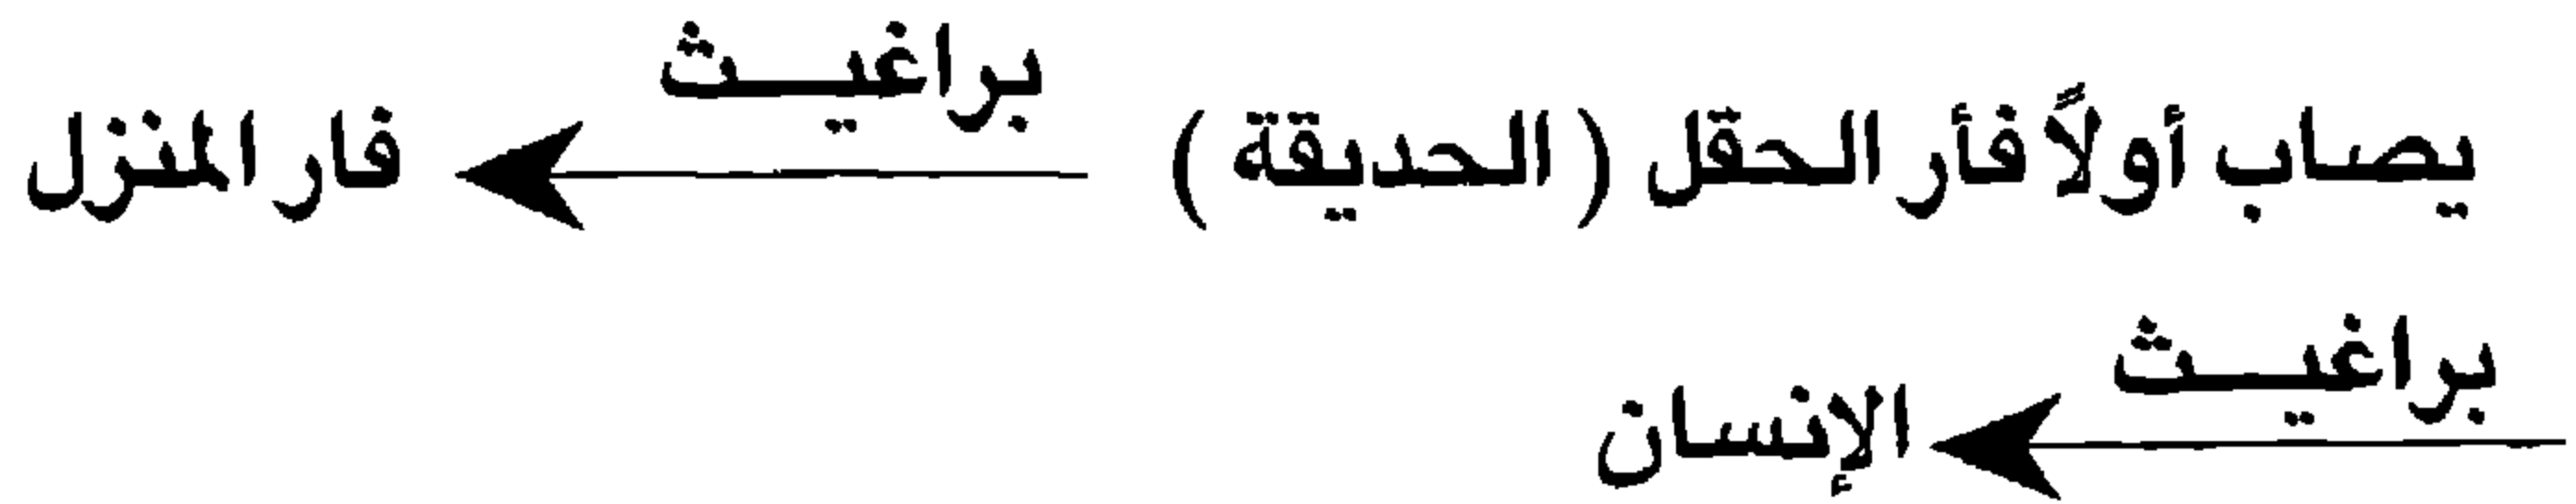 يصاب أولاً فأر الحقل ( الحديقة ) براغيث فار المنزل
براغيث الإنسان